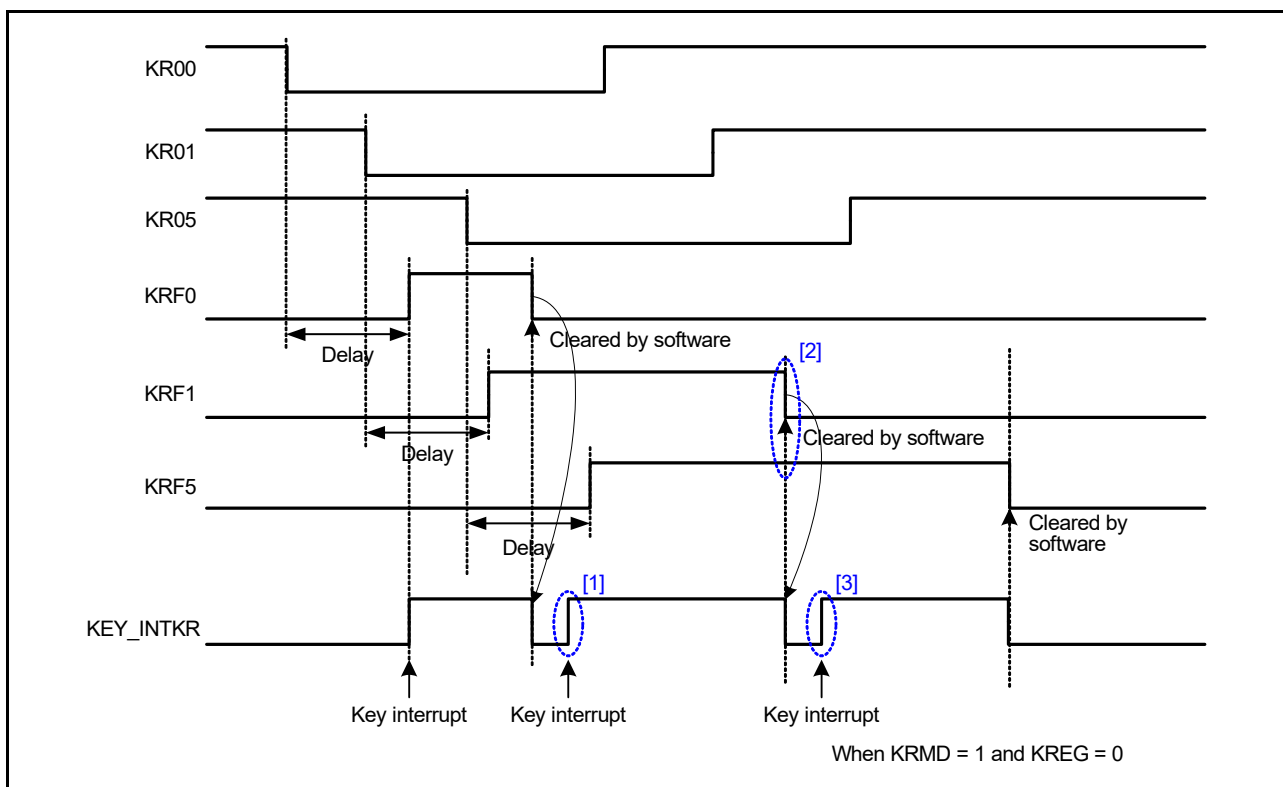 KR00
KR01
KR05
KRF0
Delay
Cleared by software
[2]
KRF1
Delay
Cleared by software
KRF5
Delay
Cleared by
software
[1]
[3]
KEY_INTKR
Key interrupt
Key interrupt
Key interrupt
When KRMD = 1 and KREG = 0